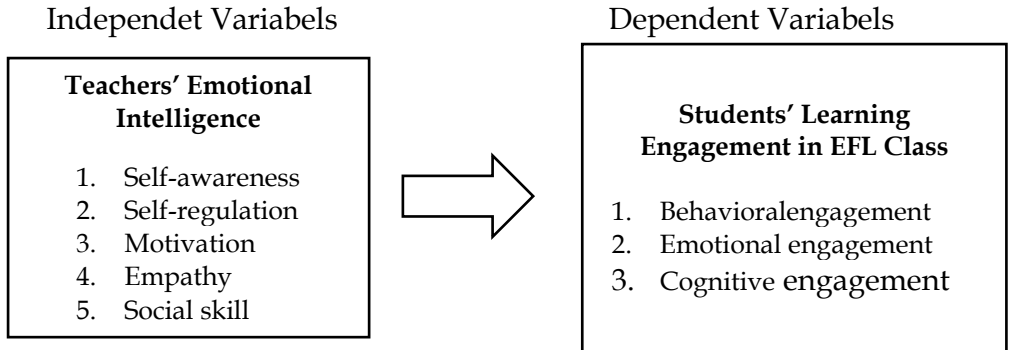 Independet Variabels
Teachers’ Emotional
Intelligence
1. Self-awareness
2. Self-regulation
3. Motivation
4. Empathy
5. Social skill
Dependent Variabels
Students’ Learning
Engagement in EFL Class
1. Behavioralengagement
2. Emotional engagement
3. Cognitive engagement